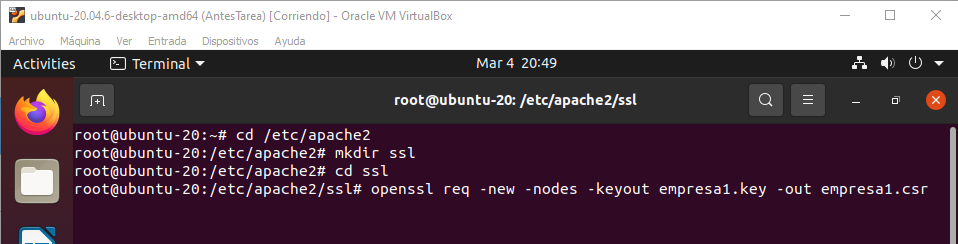 ubuntu-20.04.6-desktop-amd64 (AntesTarea) [Corriendo] - Oracle VM VirtualBox
Archivo Máquina Ver Entrada Dispositivos Ayuda
Activities Terminal Mar 4 20:49
root@ubuntu-20: /etc/apache2/ssl
root@ubuntu-20:~# cd /etc/apache2
root@ubuntu-20:/etc/apache2# mkdir ssl
root@ubuntu-20:/etc/apache2# cd ssl
root@ubuntu-20:/etc/apache2/ssl# openssl req -new -nodes -keyout empresa1.key -out empresa1.csr